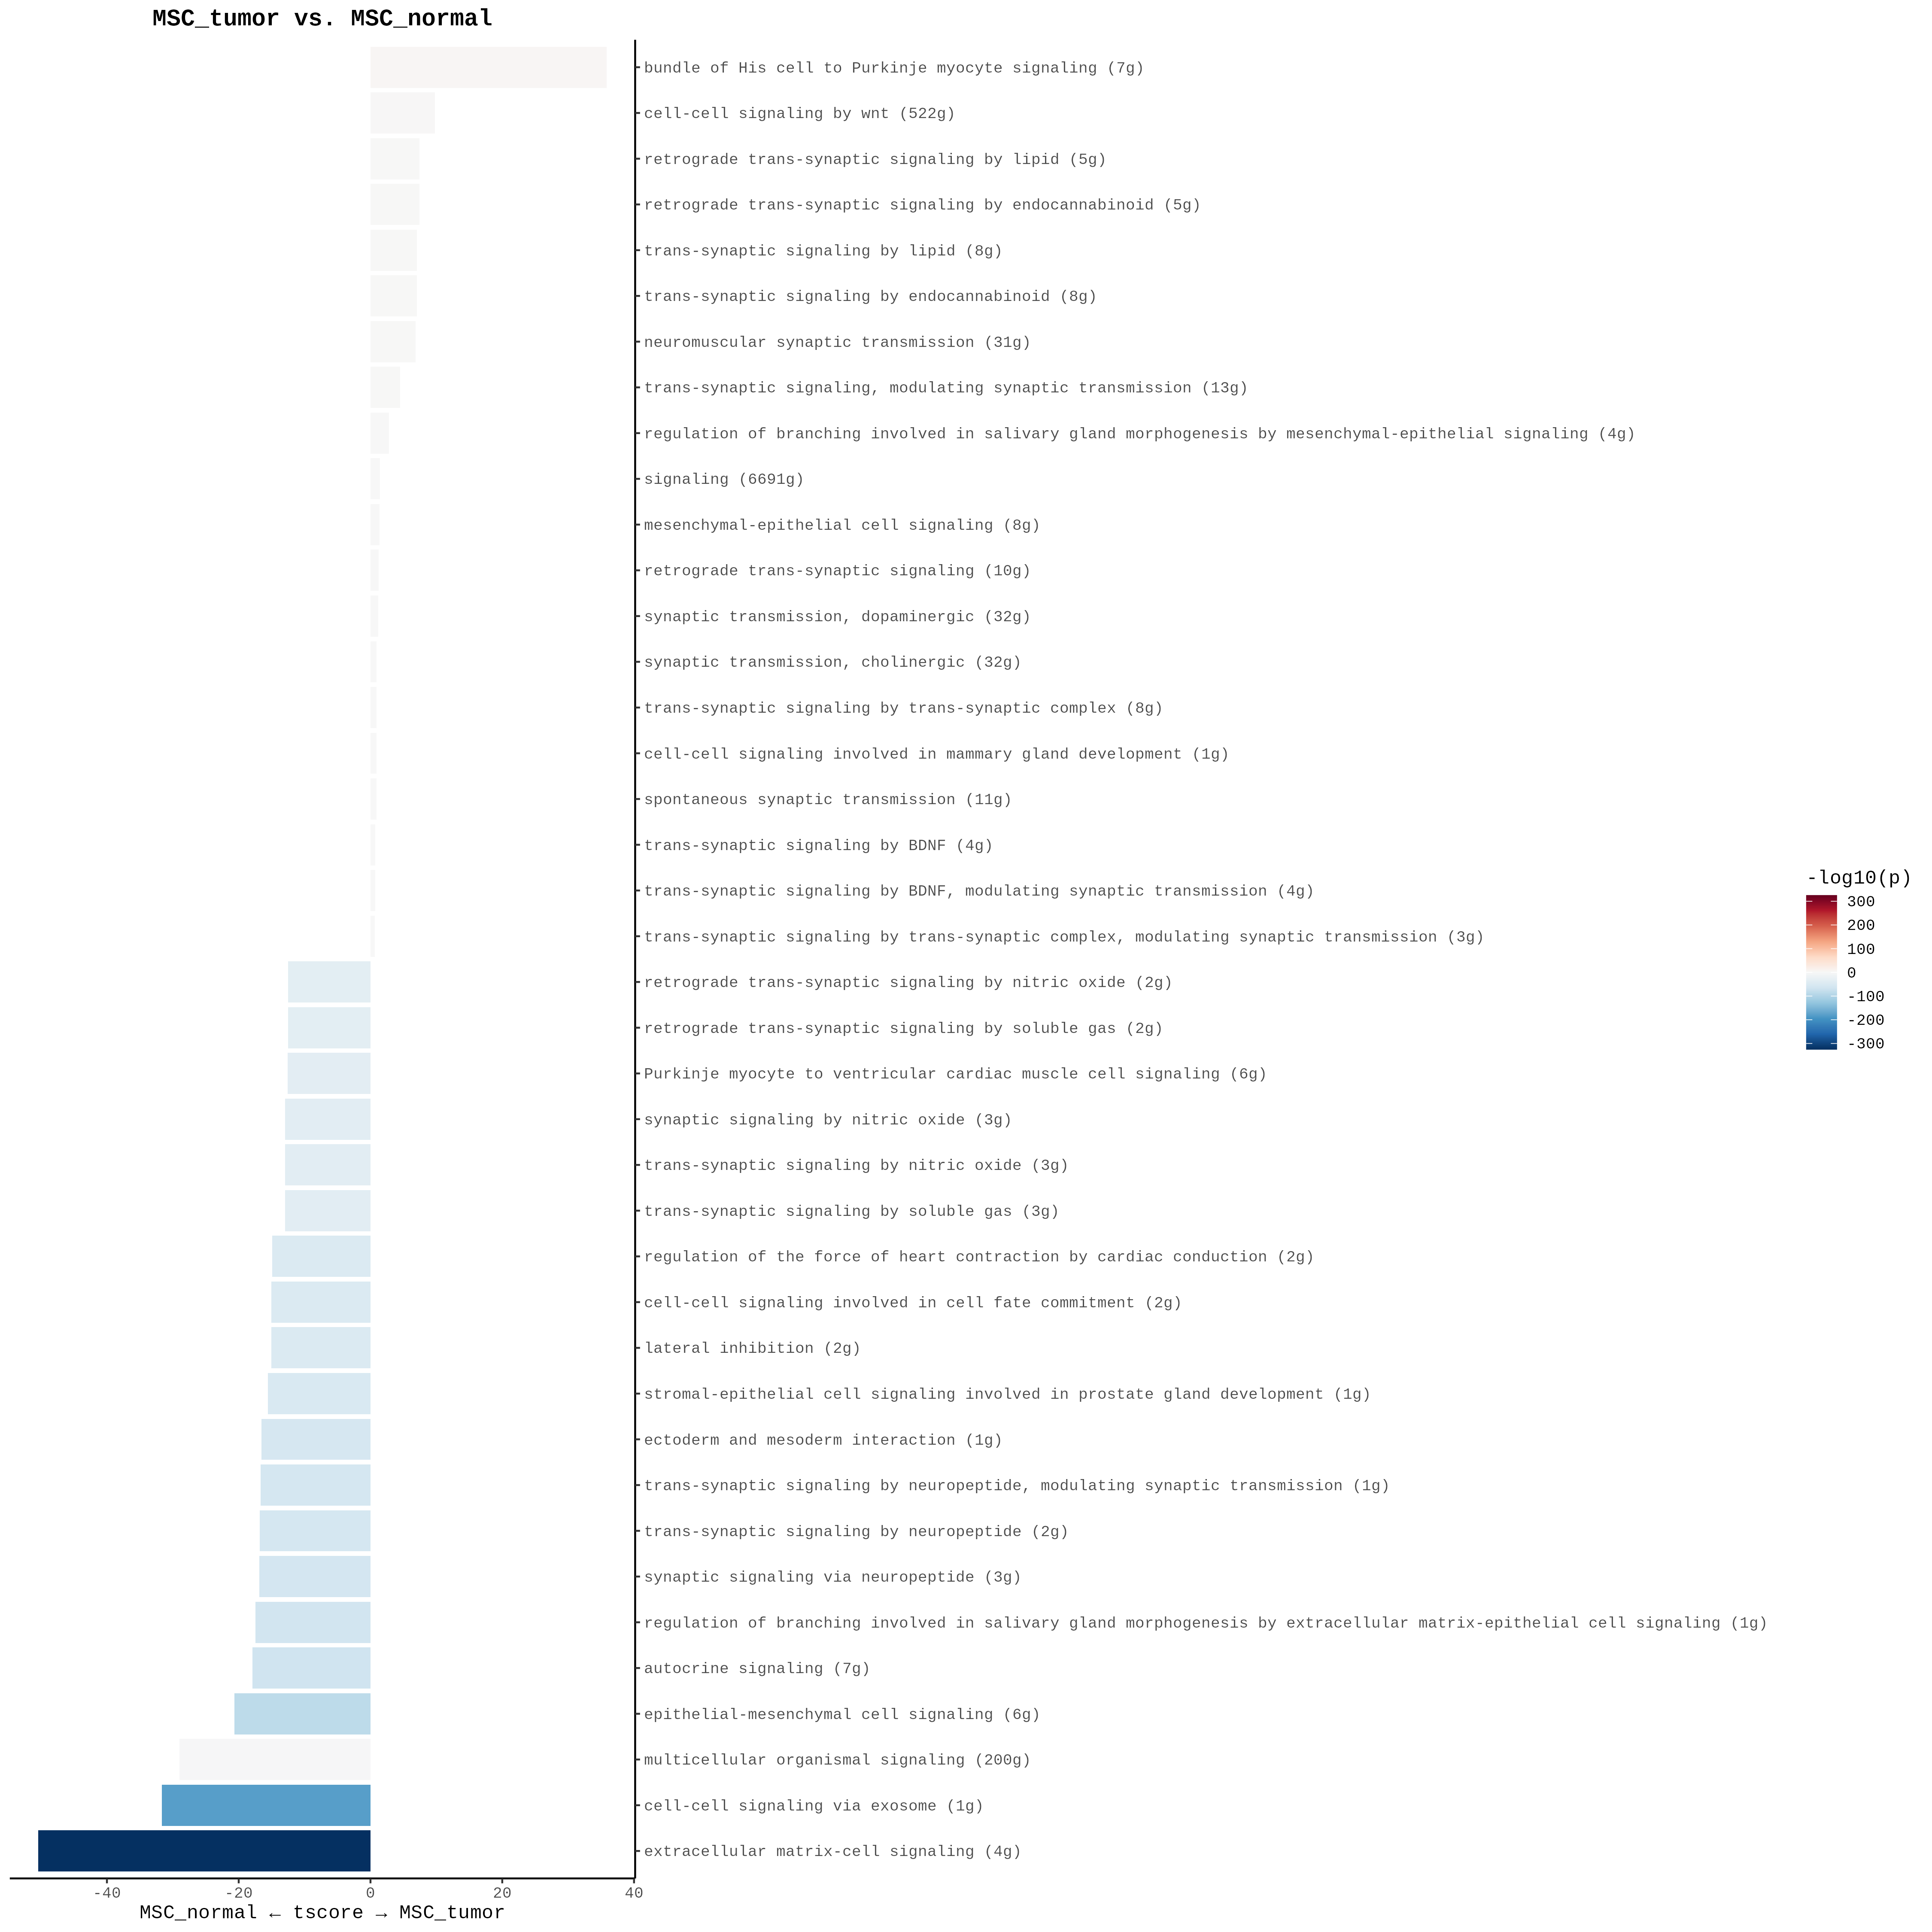 MSC_tumor vs. MSC_normal
bundle of His cell to Purkinje myocyte signaling (7g)
cell-cell signaling by wnt (522g)
retrograde trans-synaptic signaling by lipid (5g)
retrograde trans-synaptic signaling by endocannabinoid (5g)
trans-synaptic signaling by lipid (8g)
trans-synaptic signaling by endocannabinoid (8g)
neuromuscular synaptic transmission (31g)
trans-synaptic signaling, modulating synaptic transmission (13g)
regulation of branching involved in salivary gland morphogenesis by mesenchymal-epithelial signaling (4g)
signaling (6691g)
mesenchymal-epithelial cell signaling (8g)
retrograde trans-synaptic signaling (10g)
synaptic transmission, dopaminergic (32g)
synaptic transmission, cholinergic (32g)
trans-synaptic signaling by trans-synaptic complex (8g)
cell-cell signaling involved in mammary gland development (1g)
spontaneous synaptic transmission (11g)
trans-synaptic signaling by BDNF (4g)
trans-synaptic signaling by BDNF, modulating synaptic transmission (4g)
trans-synaptic signaling by trans-synaptic complex, modulating synaptic transmission (3g)
retrograde trans-synaptic signaling by nitric oxide (2g)
retrograde trans-synaptic signaling by soluble gas (2g)
Purkinje myocyte to ventricular cardiac muscle cell signaling (6g)
synaptic signaling by nitric oxide (3g)
trans-synaptic signaling by nitric oxide (3g)
trans-synaptic signaling by soluble gas (3g)
regulation of the force of heart contraction by cardiac conduction (2g)
cell-cell signaling involved in cell fate commitment (2g)
lateral inhibition (2g)
stromal-epithelial cell signaling involved in prostate gland development (1g)
ectoderm and mesoderm interaction (1g)
trans-synaptic signaling by neuropeptide, modulating synaptic transmission (1g)
trans-synaptic signaling by neuropeptide (2g)
synaptic signaling via neuropeptide (3g)
regulation of branching involved in salivary gland morphogenesis by extracellular matrix-epithelial cell signaling (1g)
autocrine signaling (7g)
epithelial-mesenchymal cell signaling (6g)
multicellular organismal signaling (200g)
cell-cell signaling via exosome (1g)
extracellular matrix-cell signaling (4g)
-40 -20 0 20 40
MSC_normal ← tscore → MSC_tumor
-log10(p)
300
200
100
0
-100
-200
-300